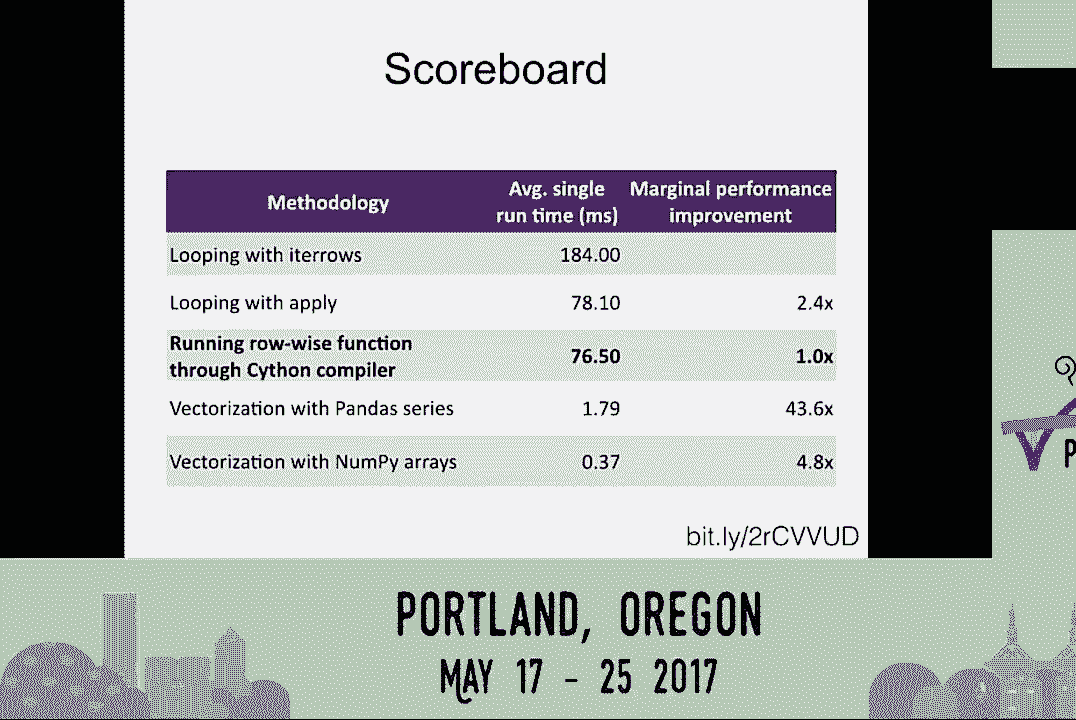 Scoreboard
Methodology
Avg. single
run time (ms)
Marginal performance
improvement
Looping with iterrows 184.00
Looping with apply 78.10 2.4x
Running row-wise function
through Cython compiler
76.50 1.0x
Vectorization with Pandas series 1.79 43.6x
Vectorization with NumPy arrays 0.37 4.8x
bit.ly/2rCVVUD
PORTLAND, OREGON
MAY 17 - 25 2017